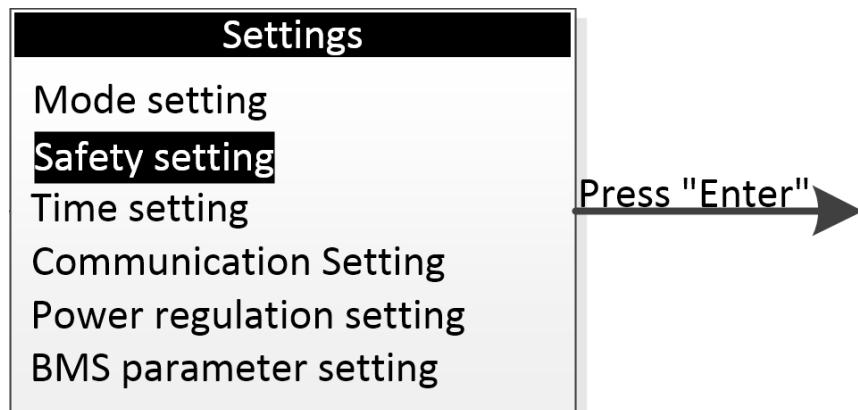 Settings
Mode setting
Safety setting
Time setting
Press "Enter"
Communication Setting
Power regulation setting
BMS parameter setting